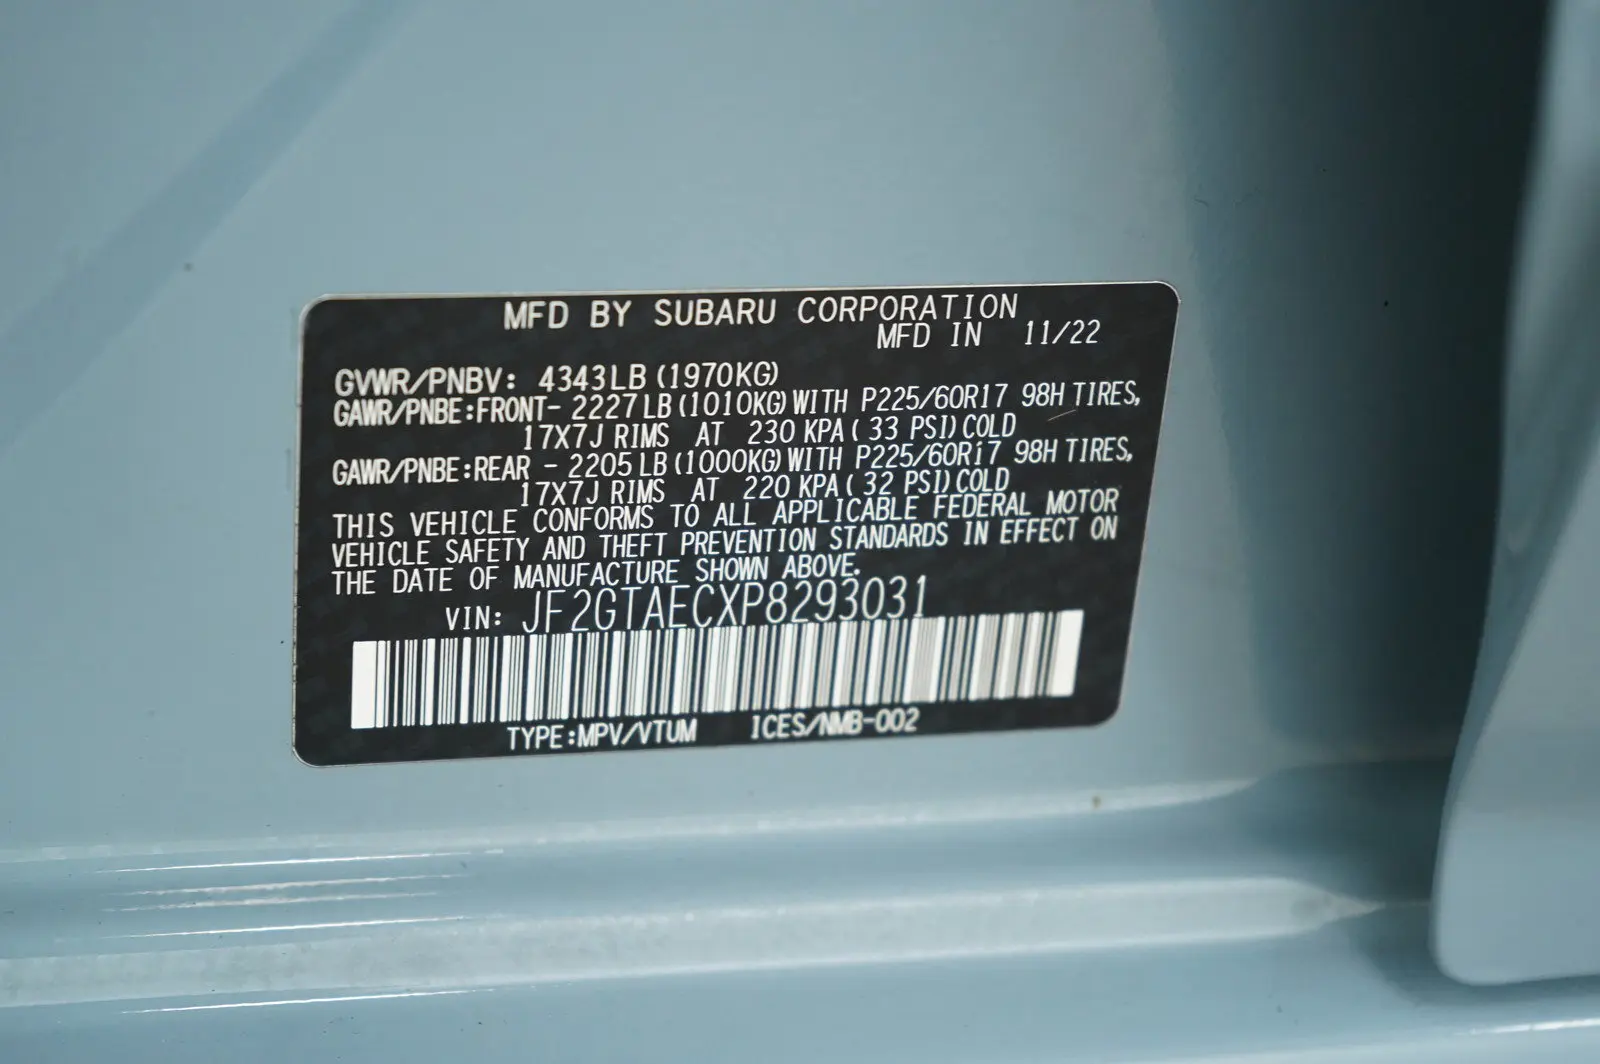 MFD BY SUBARU CORPORATION
MFD IN 11/22
GVWR/PNBV: 4343LB (1970KG)
GAWR/PNBE:FRONT- 2227LB(1010KG)WITH P225/60R17 98H TIRES,
17X7J RIMS AT 230 KPA( 33 PSI)COLD
GAWR/PNBE:REAR - 2205LB(1000KG)WITH P225/60R17 98H TIRES,
17X7J RIMS AT 220 KPA( 32 PSI)COLD
THIS VEHICLE CONFORMS TO ALL APPLICABLE FEDERAL MOTOR
VEHICLE SAFETY AND THEFT PREVENTION STANDARDS IN EFFECT ON
THE DATE OF MANUFACTURE SHOWN ABOVE.
VIN: JF2GTAECXP8293031
TYPE:MPV/VTUM ICES/NMB-002